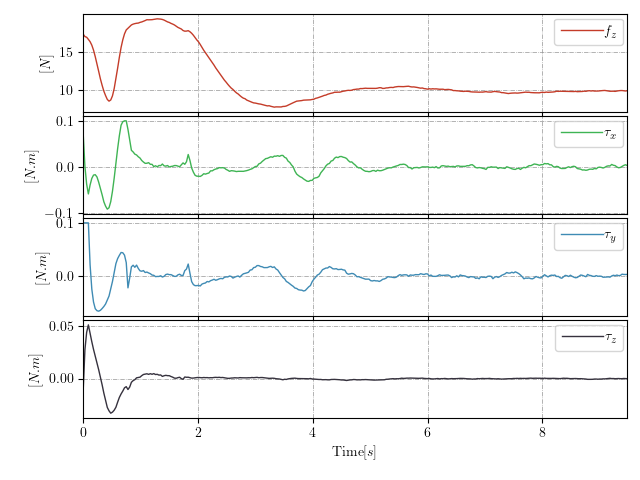 [N]
15
10
f_z
[N.m]
0.1
0.0
−0.1
τ_x
[N.m]
0.1
0.0
τ_y
[N.m]
0.05
0.00
τ_z
0 2 4 6 8
Time[s]